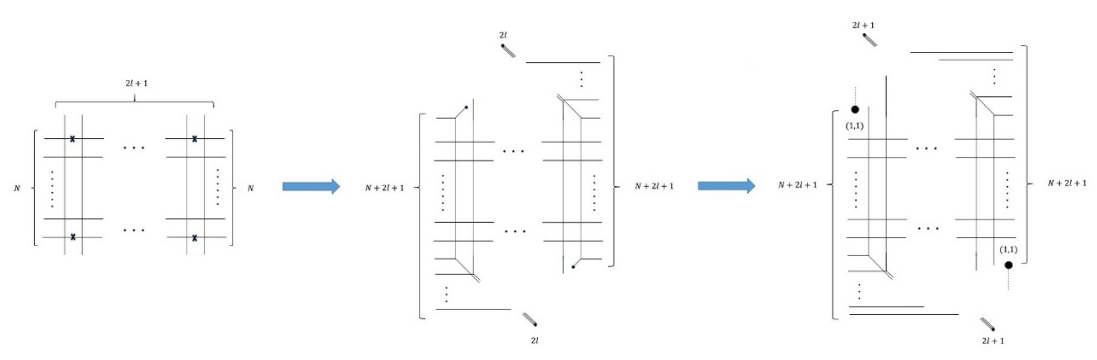 2l + 1
N
N
2l
N + 2l + 1
N + 2l + 1
2l
2l + 1
(1,1)
N + 2l + 1
N + 2l + 1
(1,1)
2l + 1